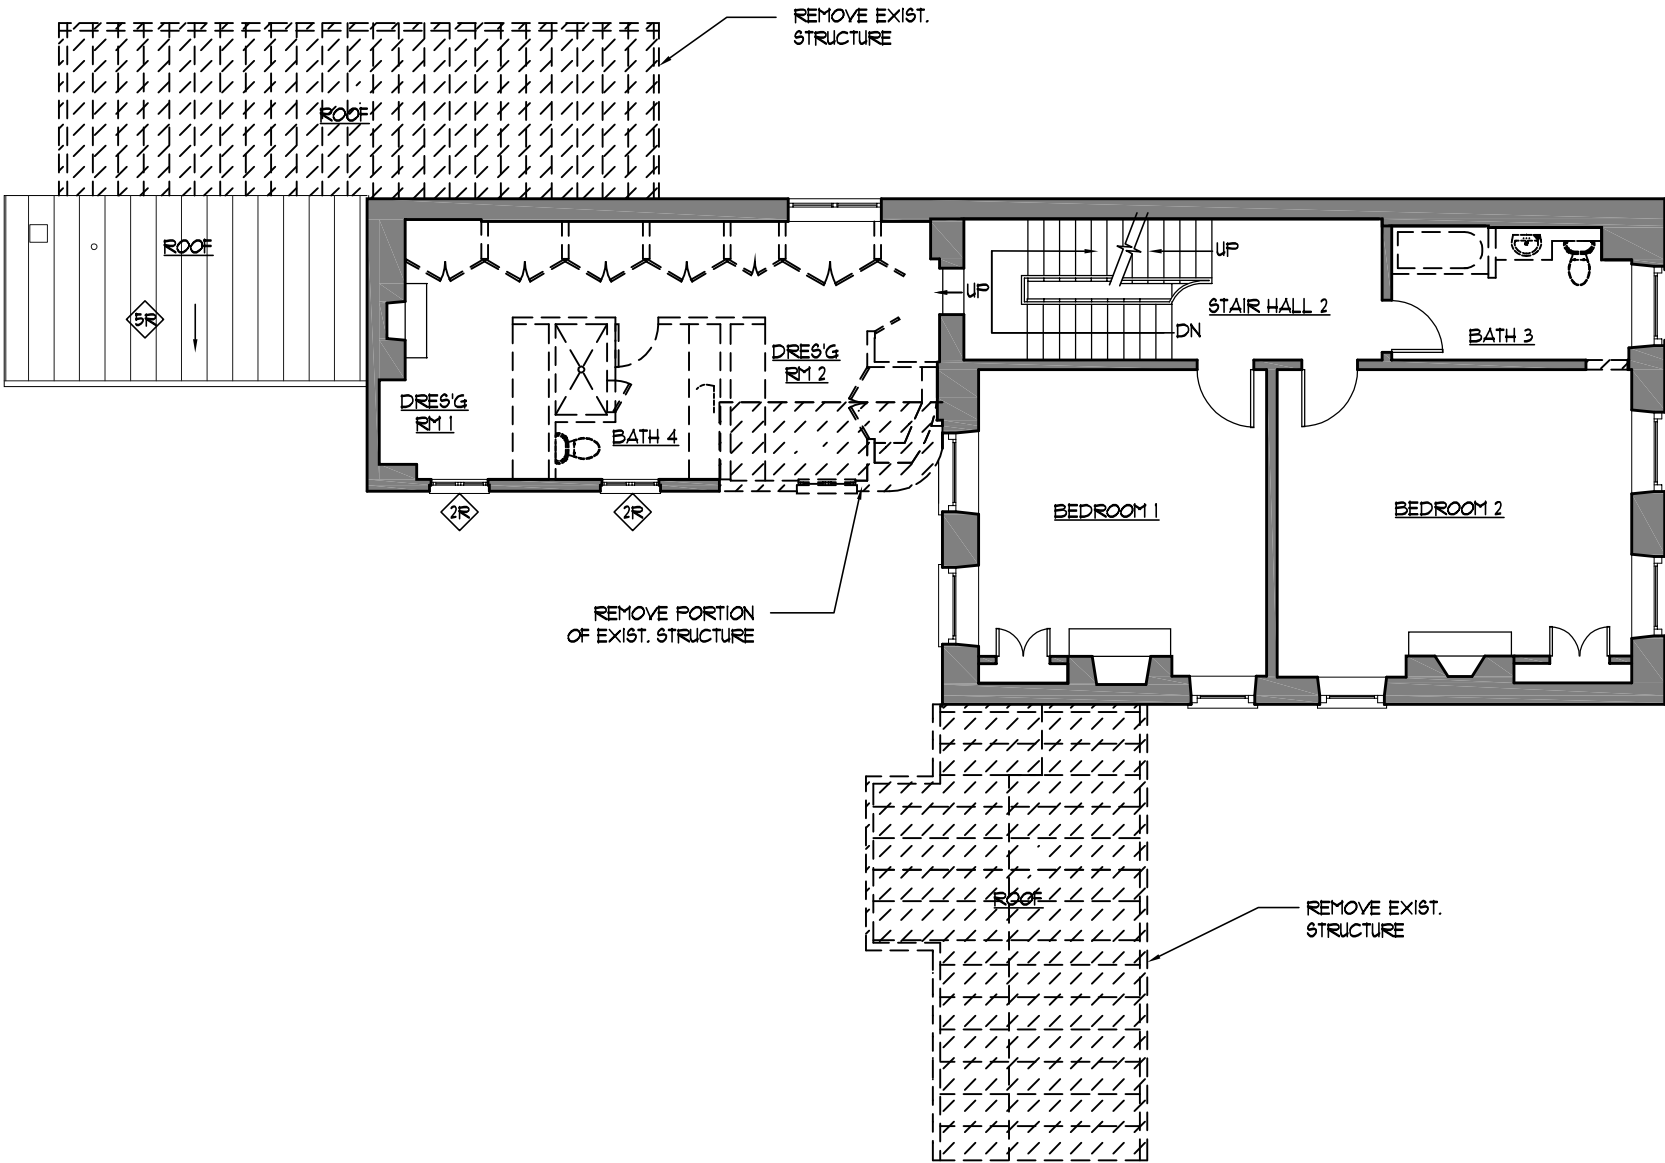 REMOVE EXIST.
STRUCTURE
ROOF
ROOF
5R
UP
UP
STAIR HALL 2
DN
BATH 3
DRES'G
RM 2
DRES'G
RM 1
BATH 4
2R
2R
BEDROOM 1
BEDROOM 2
REMOVE PORTION
OF EXIST. STRUCTURE
ROOF
REMOVE EXIST.
STRUCTURE